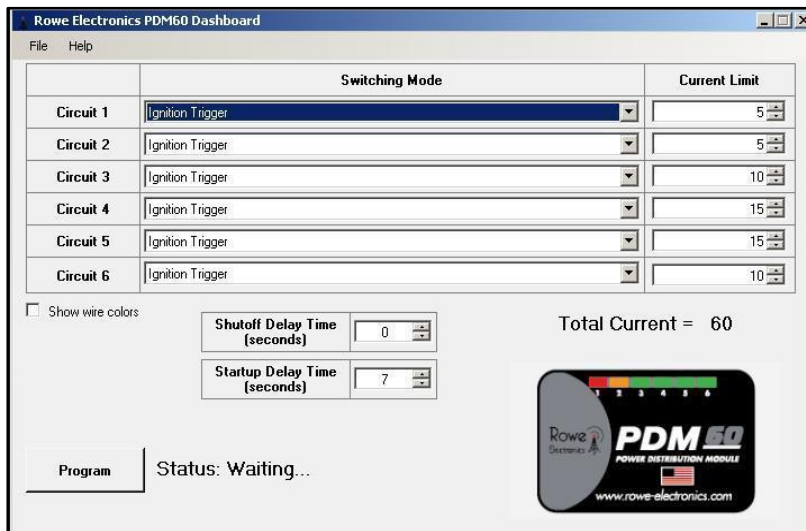 Rowe Electronics PDM60 Dashboard
File Help
Switching Mode Current Limit
Circuit 1 Ignition Trigger 5
Circuit 2 Ignition Trigger 5
Circuit 3 Ignition Trigger 10
Circuit 4 Ignition Trigger 15
Circuit 5 Ignition Trigger 15
Circuit 6 Ignition Trigger 10
Show wire colors
Shutoff Delay Time
(seconds) 0
Total Current = 60
Startup Delay Time
(seconds) 7
1 2 3 4 5 6
Rowe
Electronics
PDM60
POWER DISTRIBUTION MODULE
www.rowe-electronics.com
Program Status: Waiting...